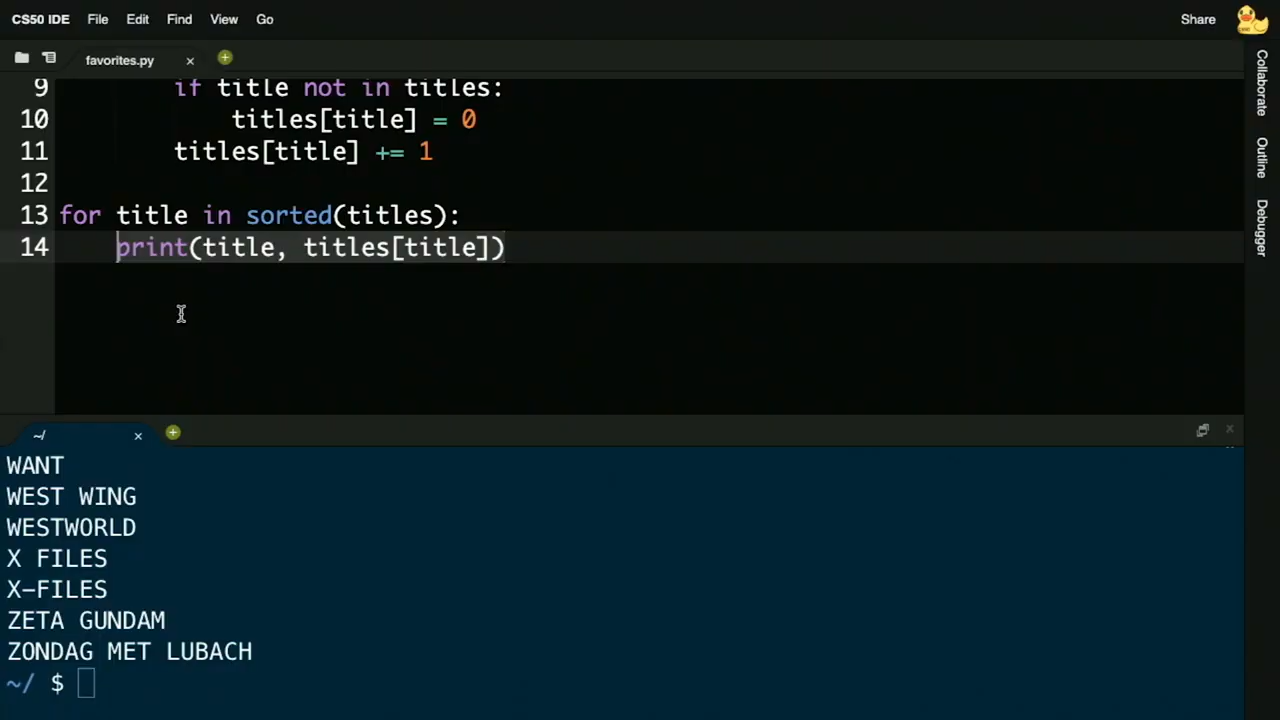 CS50 IDE File Edit Find View Go Share
favorites.py
9 if title not in titles:
10 titles[title] = 0
11 titles[title] += 1
12
13 for title in sorted(titles):
14 print(title, titles[title])
Collaborate
Outline
Debugger
~/
WANT
WEST WING
WESTWORLD
X FILES
X-FILES
ZETA GUNDAM
ZONDAG MET LUBACH
~/ $